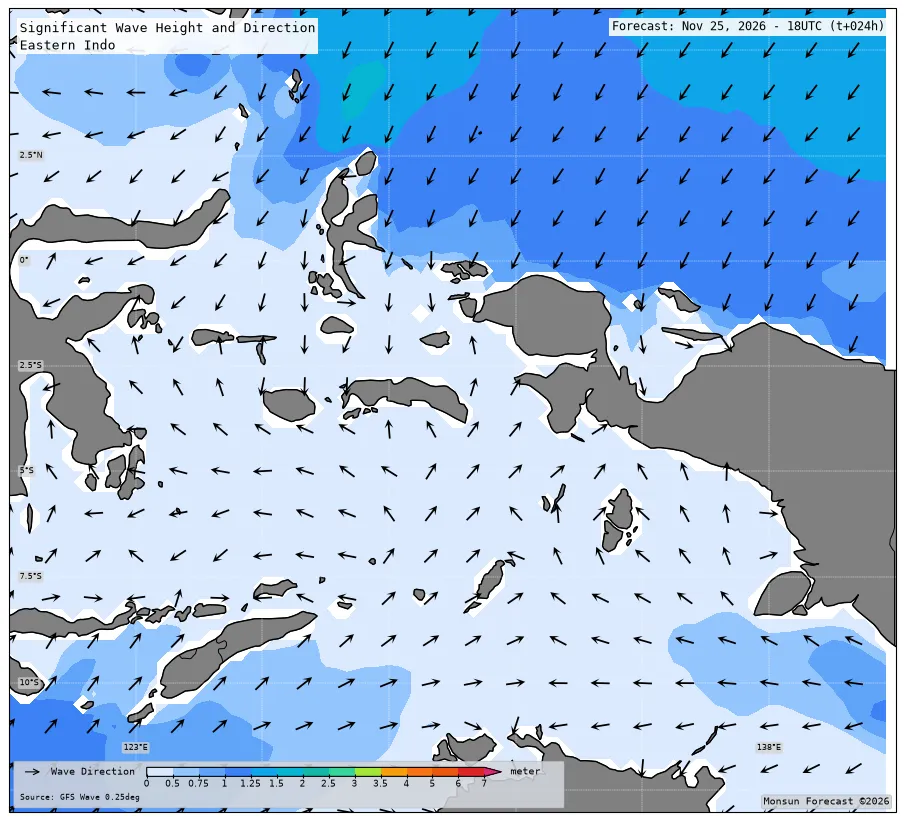 Significant Wave Height and Direction
Eastern Indo
Forecast: Nov 25, 2026 - 18UTC (t+024h)
2.5°N
0°
2.5°S
5°S
7.5°S
10°S
123°E
138°E
Wave Direction
meter
0 0.5 0.75 1 1.25 1.5 2 2.5 3 3.5 4 5 6 7
Source: GFS Wave 0.25deg
Monsun Forecast ©2026